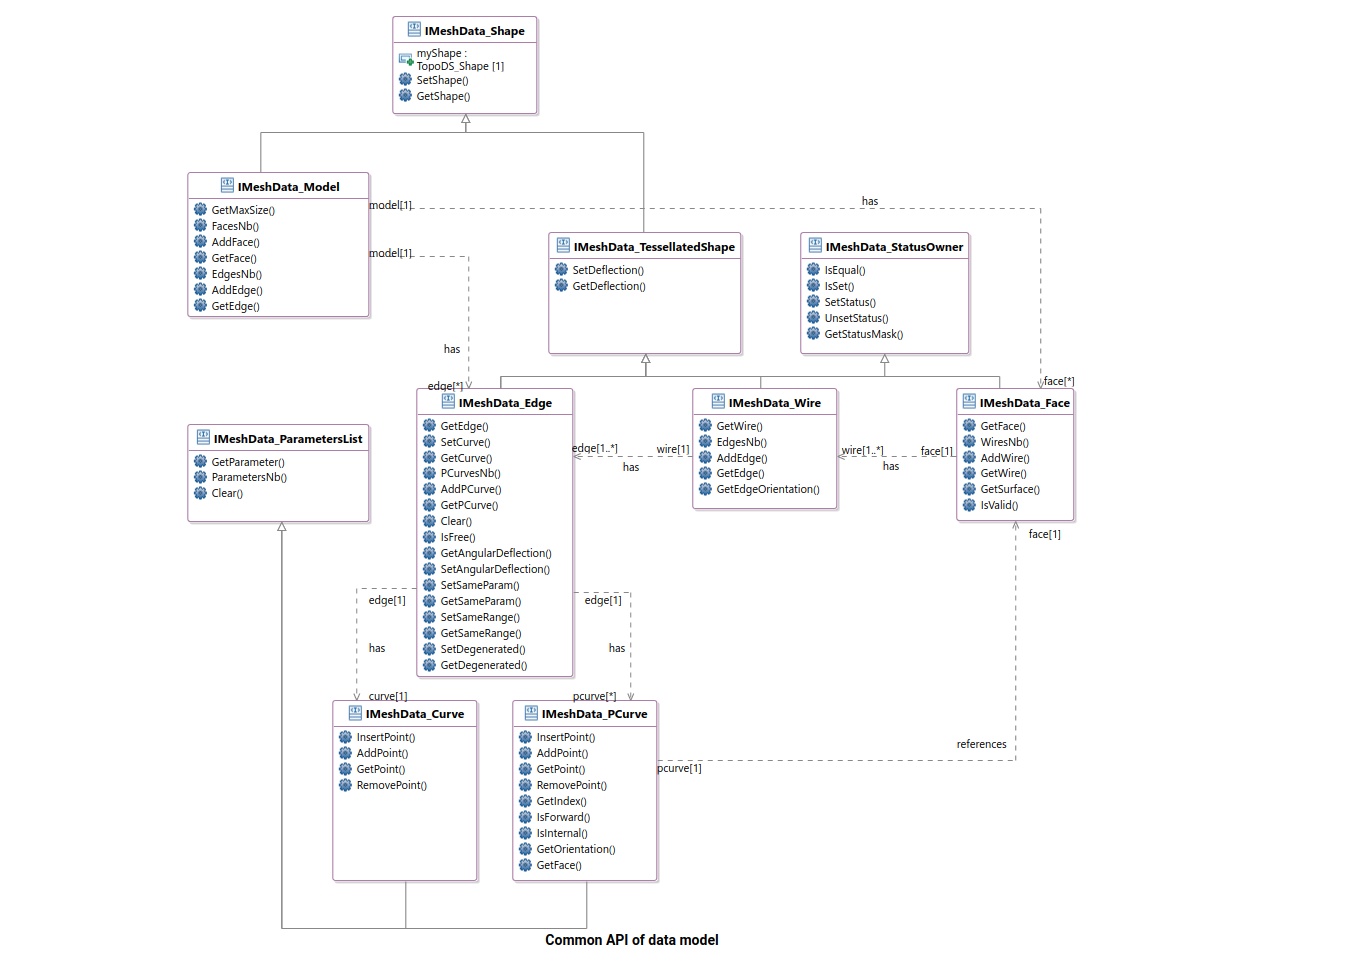 IMeshData_Shape
myShape :
TopoDS_Shape [1]
SetShape()
GetShape()
IMeshData_Model
GetMaxSize()
FacesNb()
AddFace()
GetFace()
EdgesNb()
AddEdge()
GetEdge()
model[1]
has
model[1]
has
edge[*]
face[*]
IMeshData_TessellatedShape
SetDeflection()
GetDeflection()
IMeshData_StatusOwner
IsEqual()
IsSet()
SetStatus()
UnsetStatus()
GetStatusMask()
IMeshData_ParametersList
GetParameter()
ParametersNb()
Clear()
IMeshData_Edge
GetEdge()
SetCurve()
GetCurve()
PCurvesNb()
AddPCurve()
GetPCurve()
Clear()
IsFree()
GetAngularDeflection()
SetAngularDeflection()
SetSameParam()
GetSameParam()
SetSameRange()
GetSameRange()
SetDegenerated()
GetDegenerated()
edge[1..*]
wire[1]
has
IMeshData_Wire
GetWire()
EdgesNb()
AddEdge()
GetEdge()
GetEdgeOrientation()
wire[1..*]
face[1]
has
IMeshData_Face
GetFace()
WiresNb()
AddWire()
GetWire()
GetSurface()
IsValid()
face[1]
edge[1]
has
curve[1]
edge[1]
has
pcurve[*]
IMeshData_Curve
InsertPoint()
AddPoint()
GetPoint()
RemovePoint()
IMeshData_PCurve
InsertPoint()
AddPoint()
GetPoint()
RemovePoint()
GetIndex()
IsForward()
IsInternal()
GetOrientation()
GetFace()
references
pcurve[1]
Common API of data model